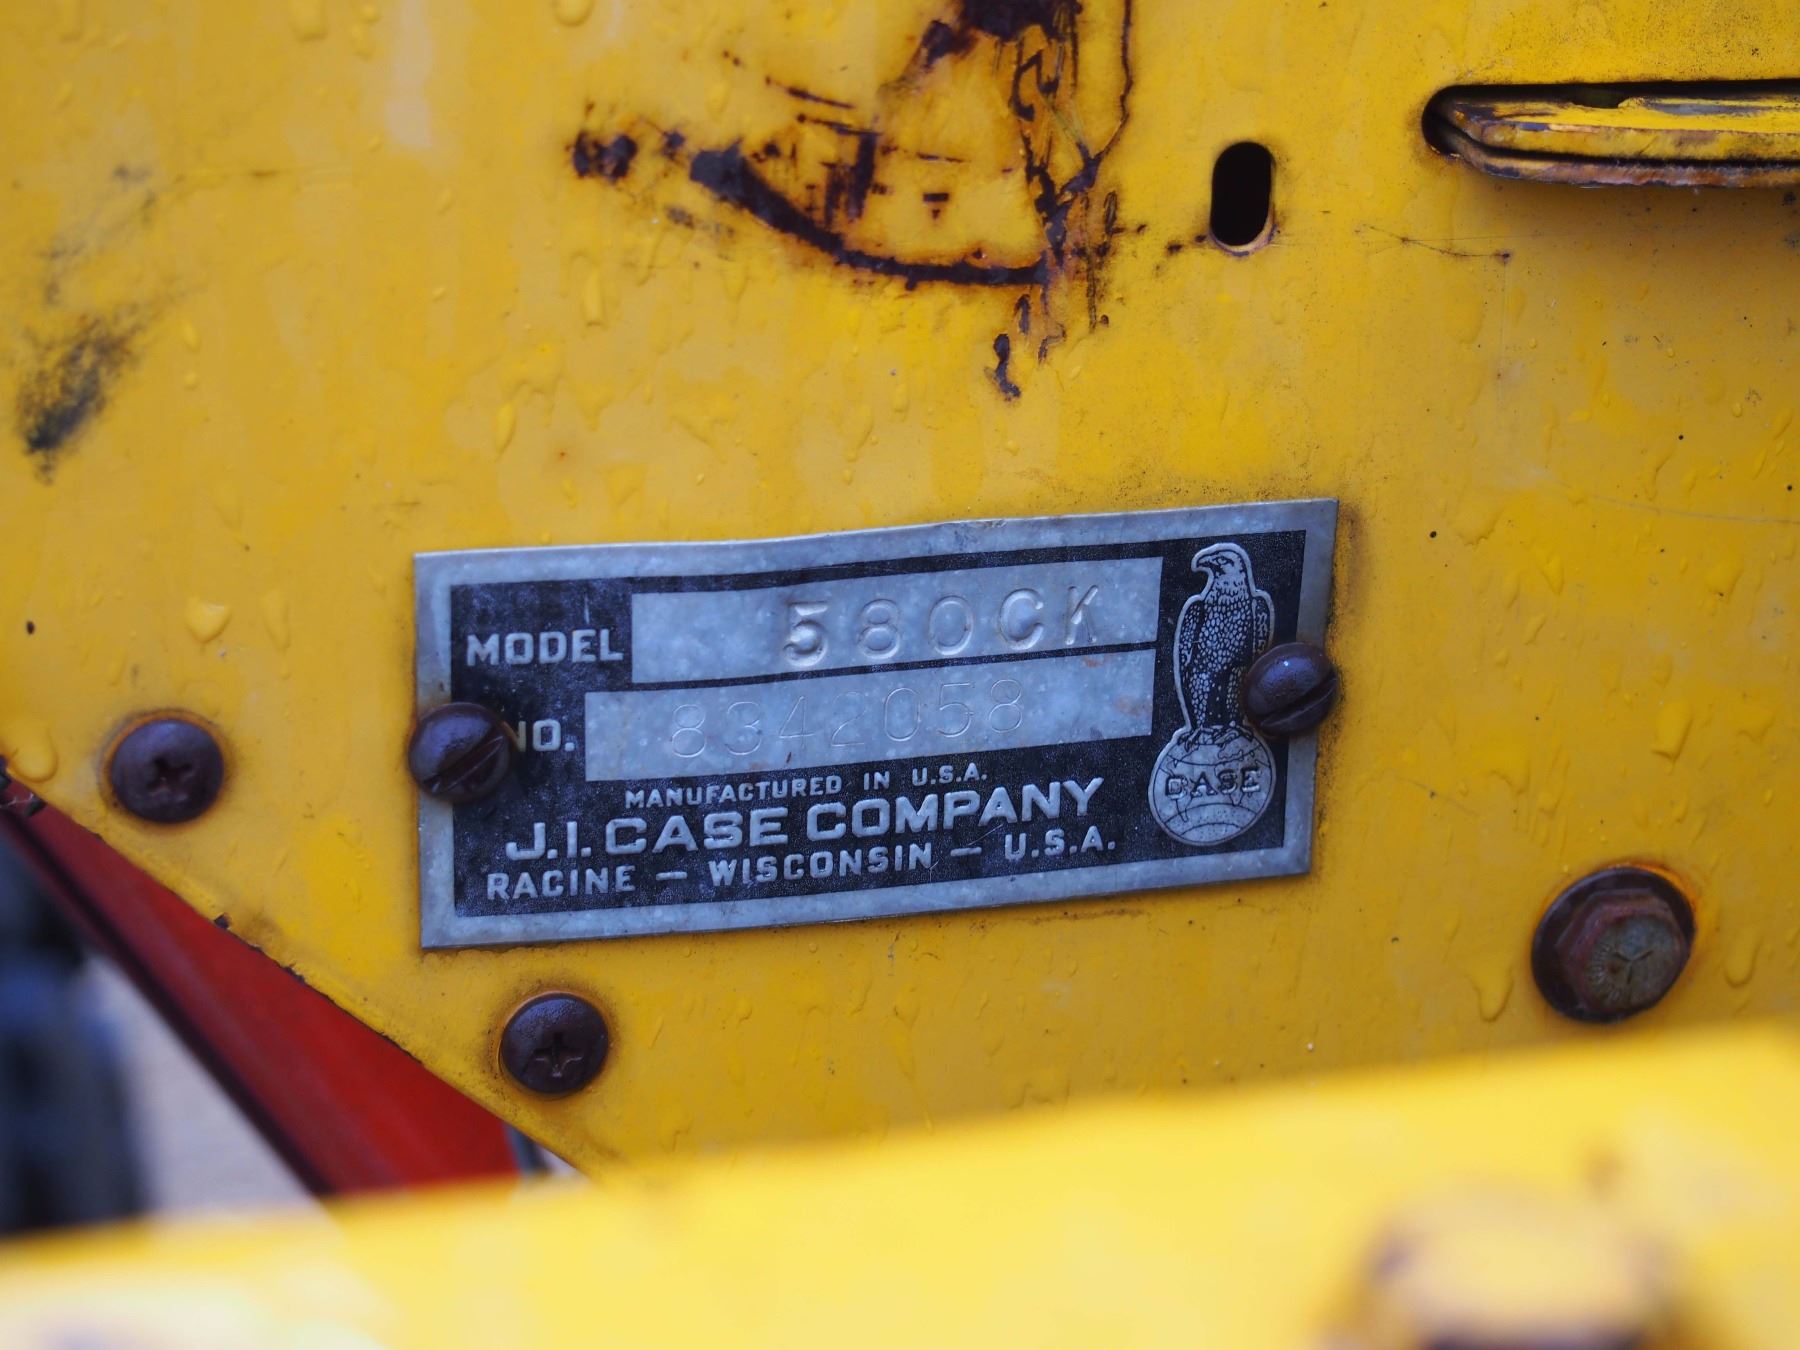 MODEL 580CK
NO. 8342058
MANUFACTURED IN U.S.A.
J.I. CASE COMPANY
RACINE — WISCONSIN — U.S.A.
CASE